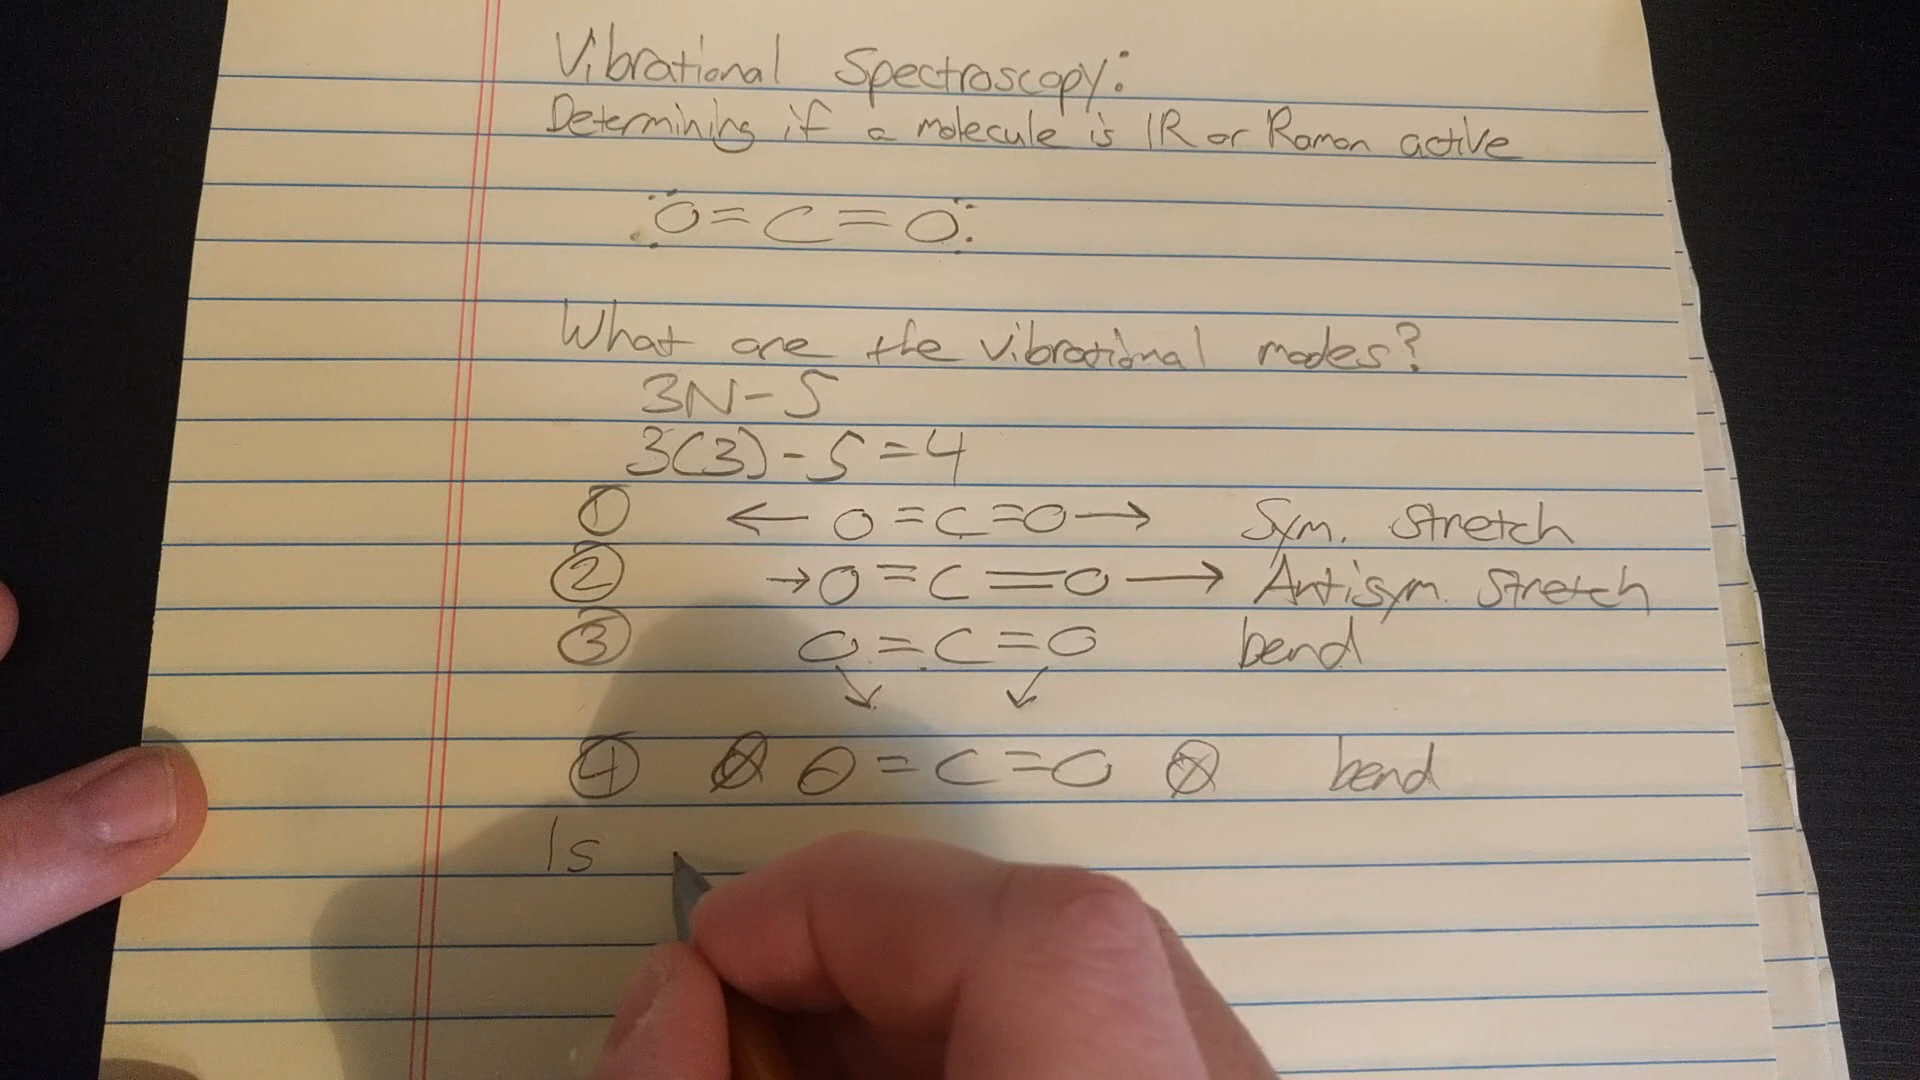 Vibrational Spectroscopy:
Determining if a molecule is IR or Raman active
:Ö=C=Ö:
What are the vibrational modes?
3N-5
3(3)-5=4
① ← O=C=O → Sym. Stretch
② → O=C=O → Antisym. Stretch
③ O=C=O bend
↘ ↙
④ ⊗ O=C=O ⊗ bend
Is